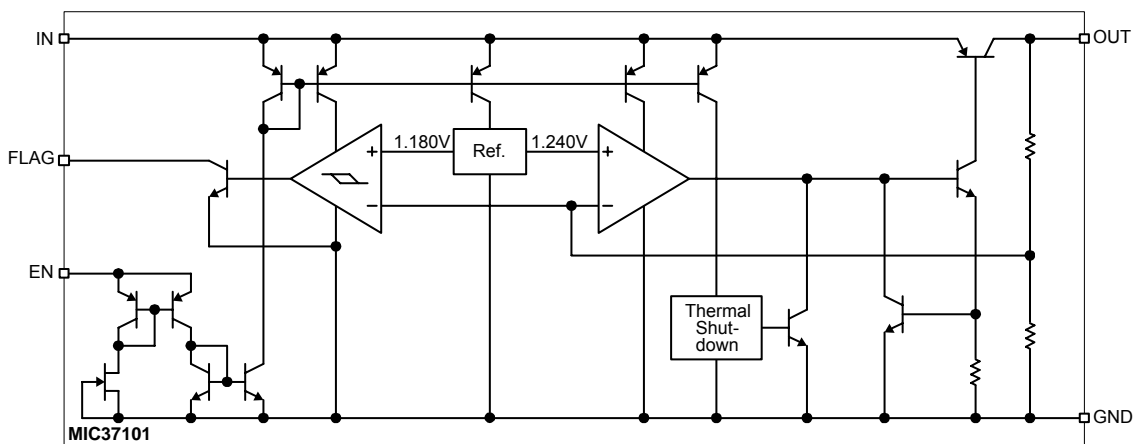 IN
OUT
FLAG
1.180V
Ref.
1.240V
+
+
−
−
EN
Thermal
Shut-
down
GND
MIC37101